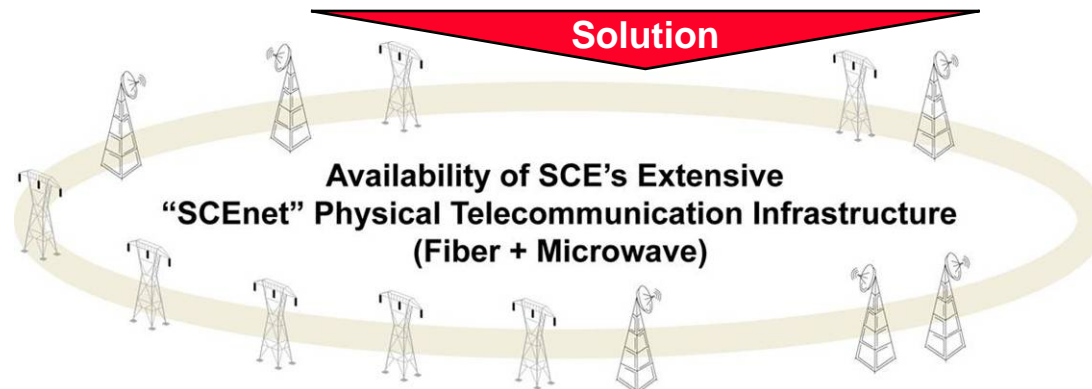 Solution
Availability of SCE’s Extensive
“SCEnet” Physical Telecommunication Infrastructure
(Fiber + Microwave)